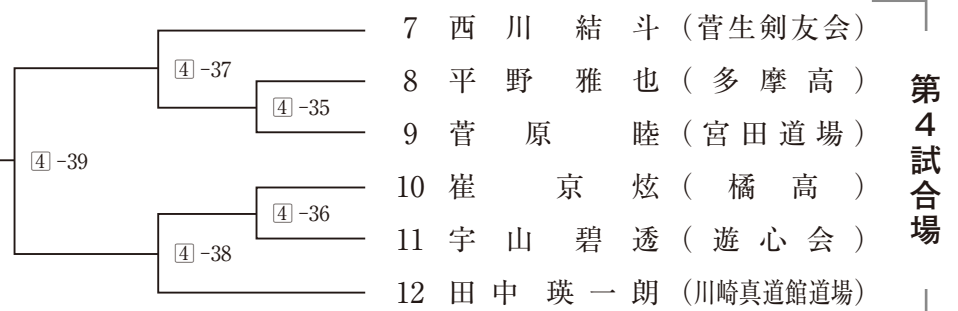 7 西川 結斗 (菅生剣友会)
8 平野 雅也 (多摩高)
9 菅原 睦 (宮田道場)
10 崔 京炫 (橘高)
11 宇山 碧透 (遊心会)
12 田中 瑛一朗 (川崎真道館道場)
4-37
4-35
4-39
4-36
4-38
第4試合場